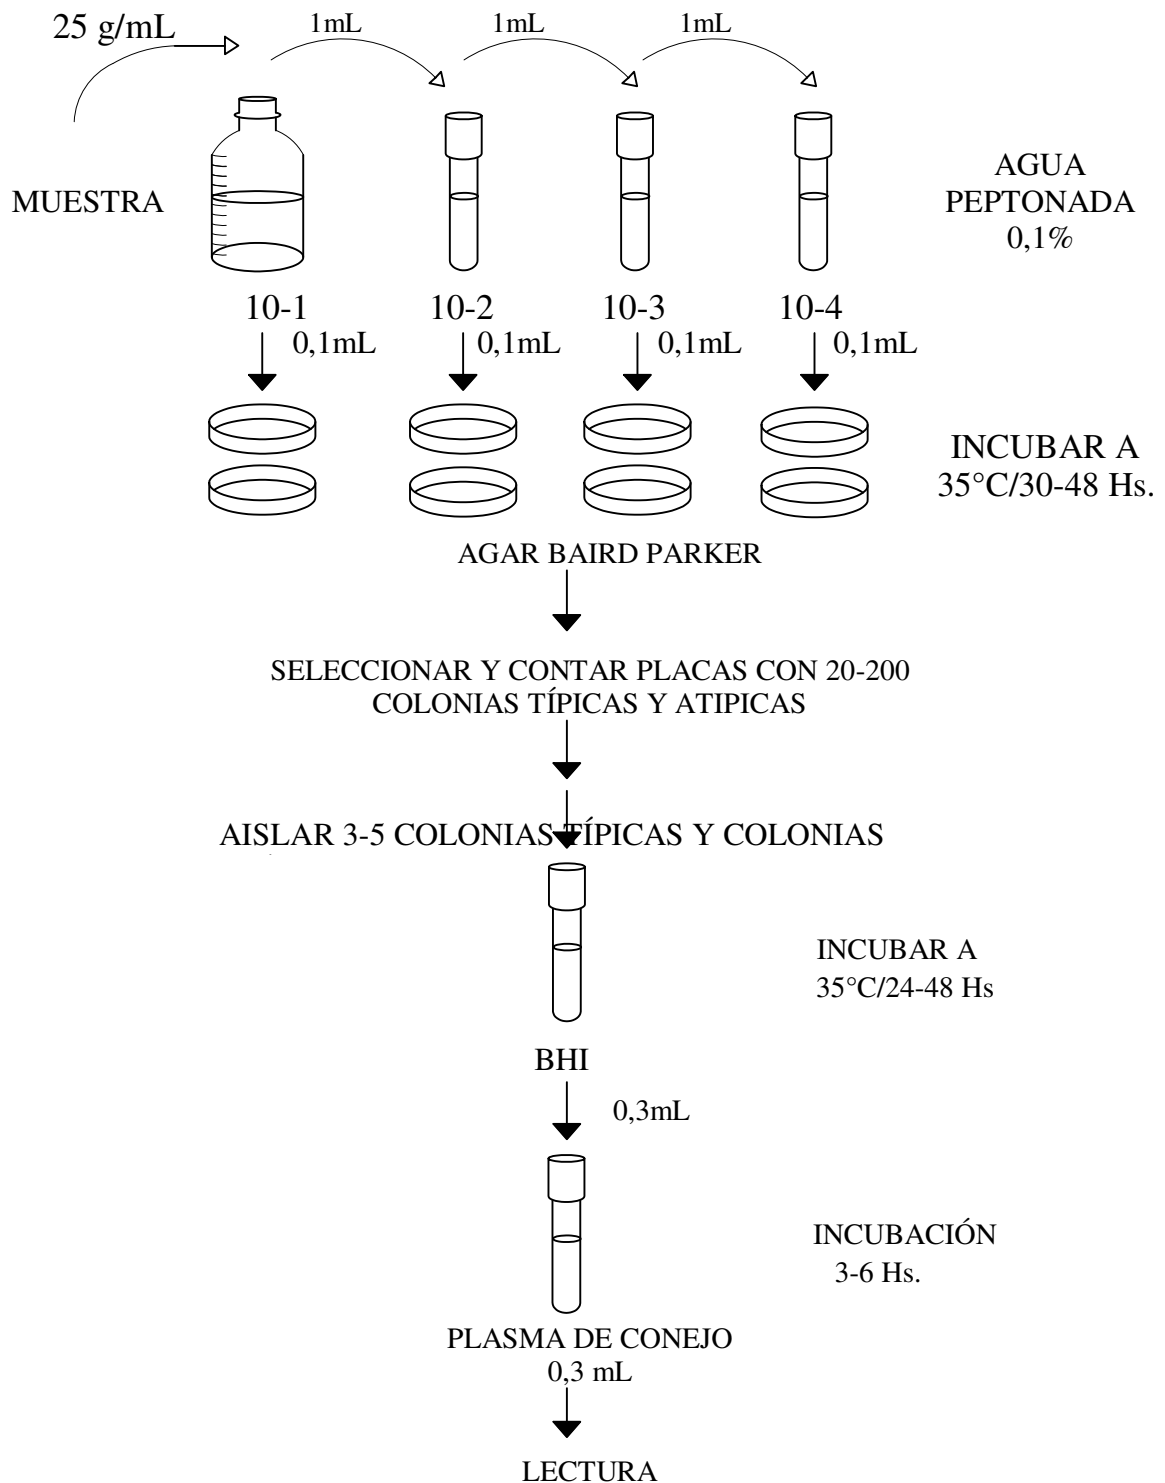 25 g/mL
1mL
1mL
1mL
MUESTRA
AGUA
PEPTONADA
0,1%
10-1
10-2
10-3
10-4
0,1mL
0,1mL
0,1mL
0,1mL
INCUBAR A
35°C/30-48 Hs.
AGAR BAIRD PARKER
SELECCIONAR Y CONTAR PLACAS CON 20-200
COLONIAS TÍPICAS Y ATIPICAS
AISLAR 3-5 COLONIAS TÍPICAS Y COLONIAS
INCUBAR A
35°C/24-48 Hs
BHI
0,3mL
INCUBACIÓN
3-6 Hs.
PLASMA DE CONEJO
0,3 mL
LECTURA